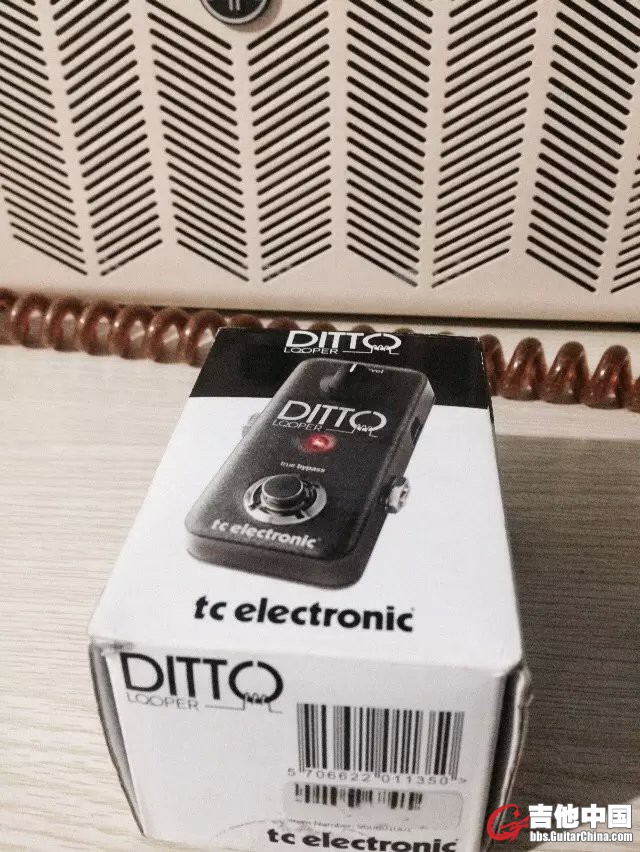 DITTO
LOOPER
vol
DITTO
LOOPER
true bypass
tc electronic
tc electronic
DITTO
LOOPER
5 706622 011350 >
tc electronic
吉他中国
bbs.GuitarChina.com